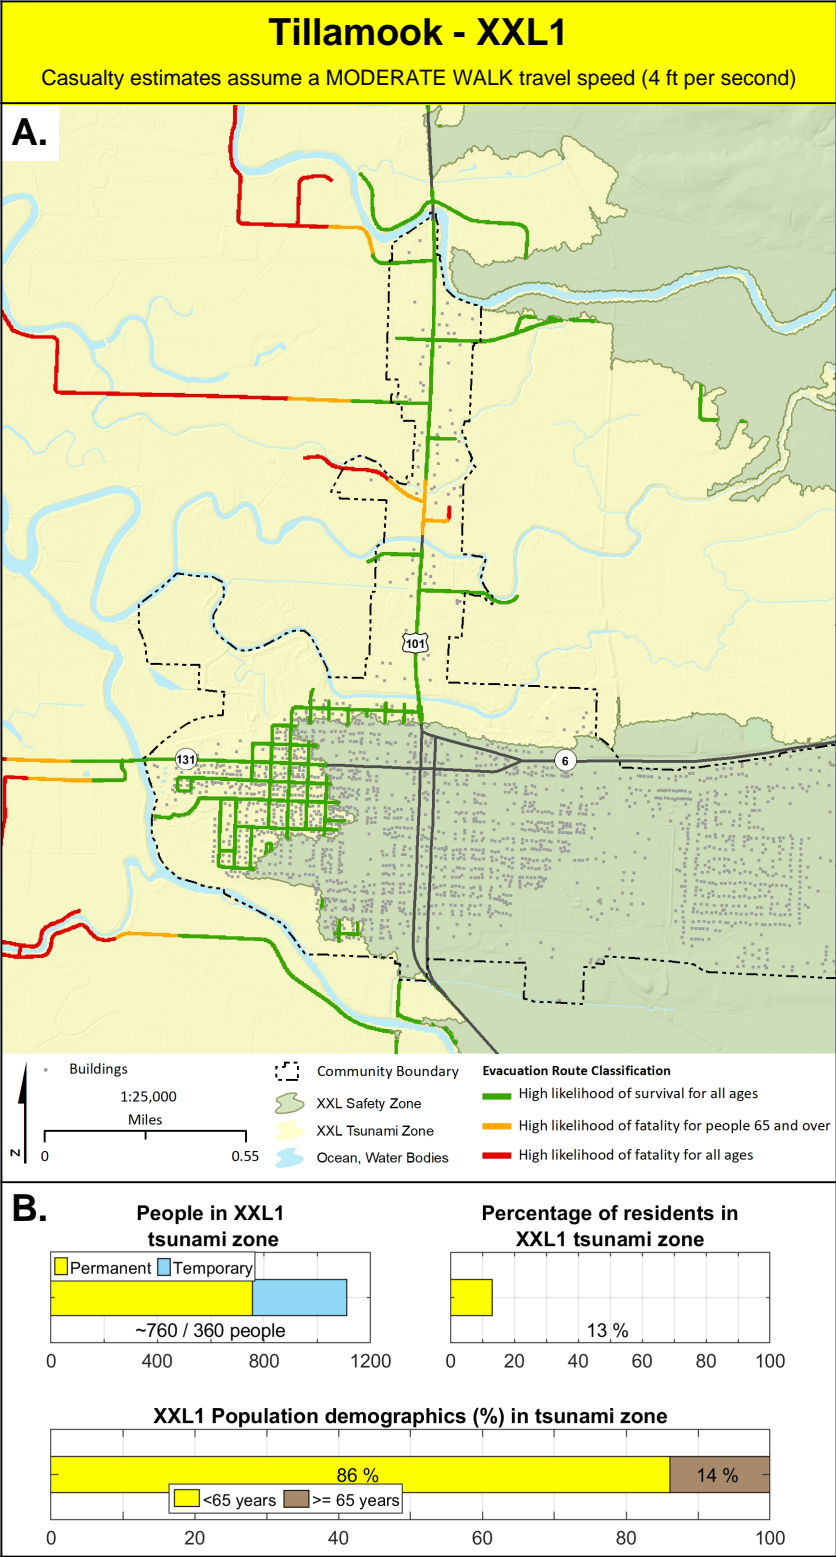 Tillamook - XXL1
Casualty estimates assume a MODERATE WALK travel speed (4 ft per second)
A.
101
131
6
Buildings
1:25,000
Miles
0 0.55
N
Community Boundary
XXL Safety Zone
XXL Tsunami Zone
Ocean, Water Bodies
Evacuation Route Classification
High likelihood of survival for all ages
High likelihood of fatality for people 65 and over
High likelihood of fatality for all ages
B.
People in XXL1
tsunami zone
Permanent Temporary
~760 / 360 people
0 400 800 1200
Percentage of residents in
XXL1 tsunami zone
13 %
0 20 40 60 80 100
XXL1 Population demographics (%) in tsunami zone
86 % 14 %
<65 years >= 65 years
0 20 40 60 80 100